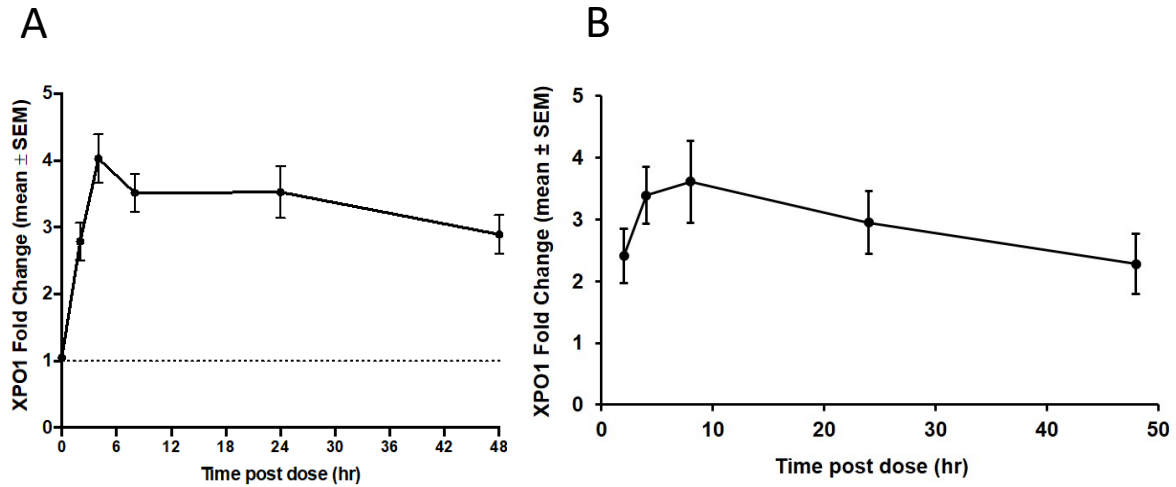 A
XPO1 Fold Change (mean ± SEM)
5
4
3
2
1
0
0 6 12 18 24 30 36 42 48
Time post dose (hr)
B
XPO1 Fold Change (mean ± SEM)
5
4
3
2
1
0
0 10 20 30 40 50
Time post dose (hr)